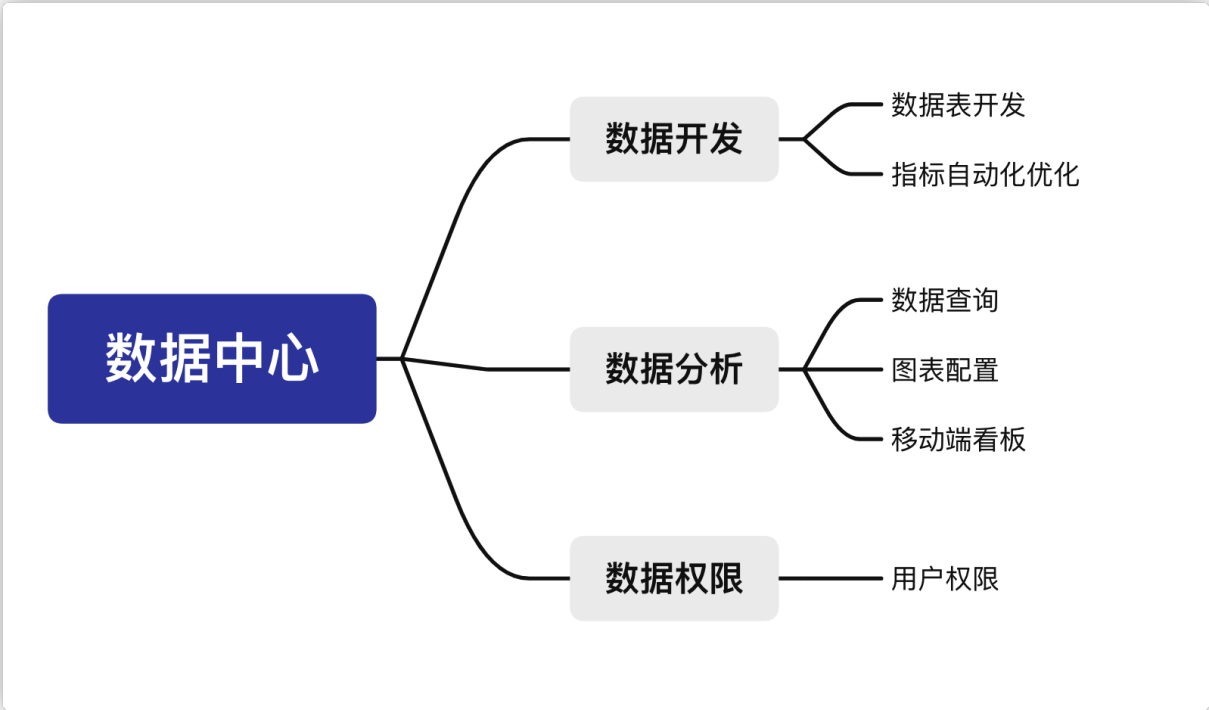 数据中心
数据开发
数据表开发
指标自动化优化
数据分析
数据查询
图表配置
移动端看板
数据权限
用户权限